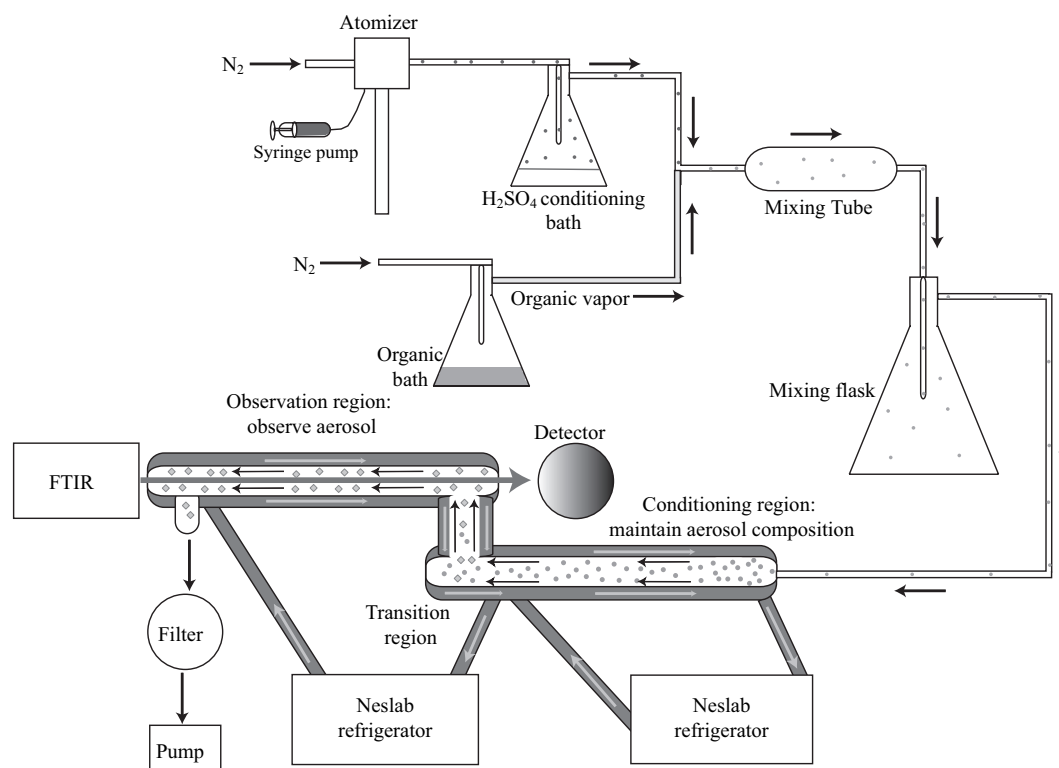 Atomizer
N₂
Syringe pump
H₂SO₄ conditioning
bath
Mixing Tube
N₂
Organic vapor
Organic
bath
Mixing flask
Observation region:
observe aerosol
Detector
FTIR
Conditioning region:
maintain aerosol composition
Transition
region
Filter
Neslab
refrigerator
Neslab
refrigerator
Pump